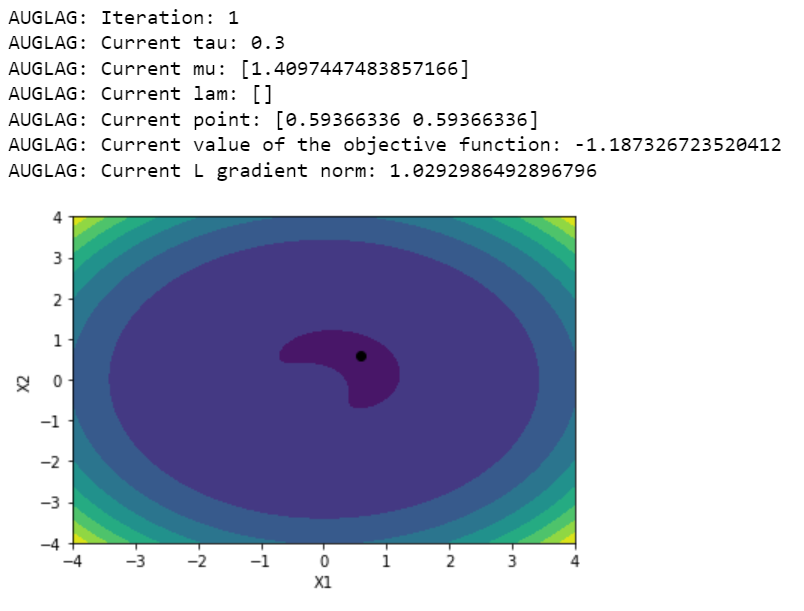 AUGLAG: Iteration: 1
AUGLAG: Current tau: 0.3
AUGLAG: Current mu: [1.4097447483857166]
AUGLAG: Current lam: []
AUGLAG: Current point: [0.59366336 0.59366336]
AUGLAG: Current value of the objective function: -1.187326723520412
AUGLAG: Current L gradient norm: 1.0292986492896796
4
3
2
1
0
−1
−2
−3
−4
X2
−4 −3 −2 −1 0 1 2 3 4
X1